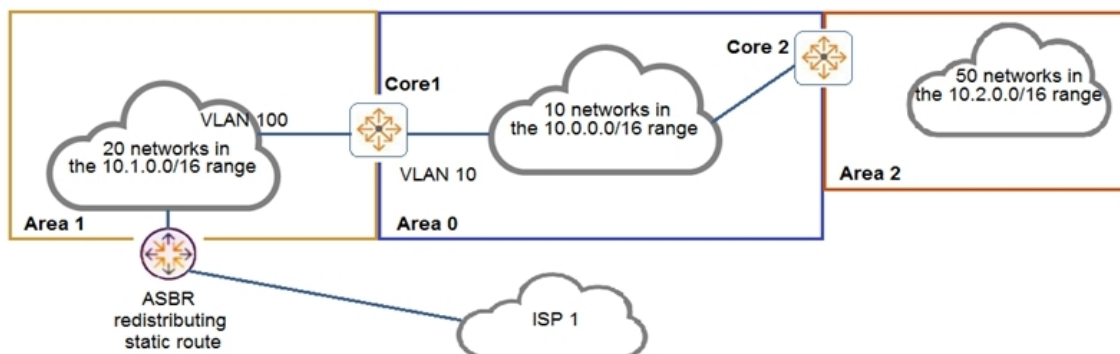 Core1
Core 2
VLAN 100
20 networks in
the 10.1.0.0/16 range
VLAN 10
10 networks in
the 10.0.0.0/16 range
50 networks in
the 10.2.0.0/16 range
Area 1
Area 0
Area 2
ASBR
redistributing
static route
ISP 1